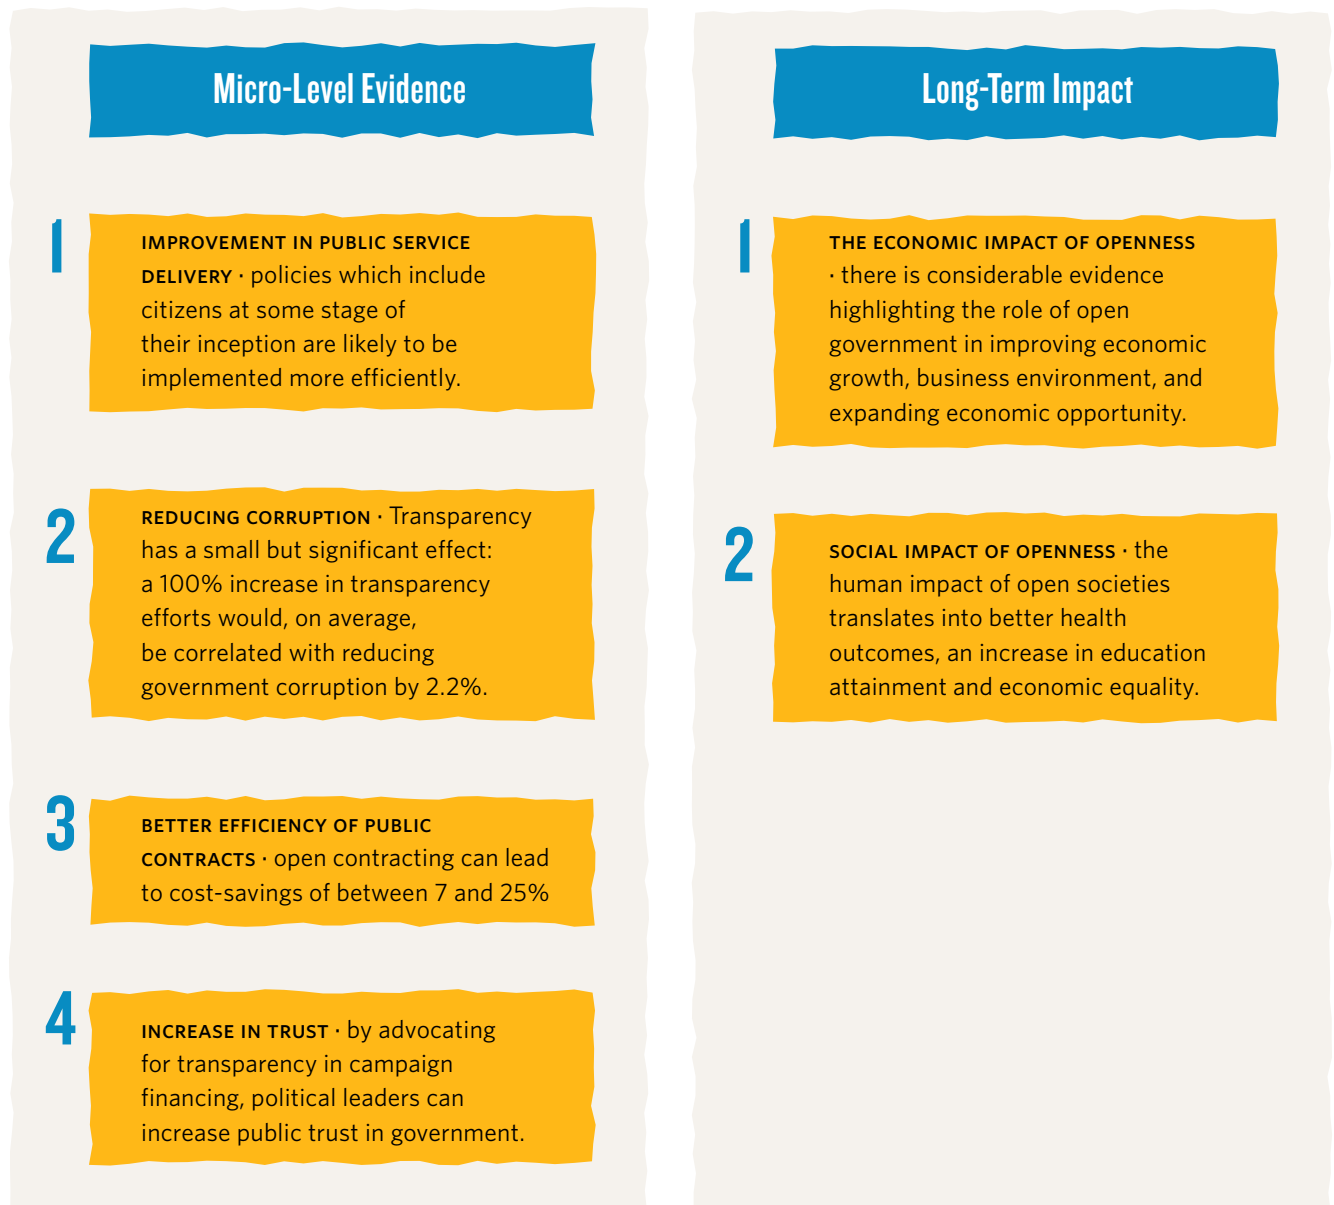 Micro-Level Evidence
1
IMPROVEMENT IN PUBLIC SERVICE
DELIVERY · policies which include
citizens at some stage of
their inception are likely to be
implemented more efficiently.
2
REDUCING CORRUPTION · Transparency
has a small but significant effect:
a 100% increase in transparency
efforts would, on average,
be correlated with reducing
government corruption by 2.2%.
3
BETTER EFFICIENCY OF PUBLIC
CONTRACTS · open contracting can lead
to cost-savings of between 7 and 25%
4
INCREASE IN TRUST · by advocating
for transparency in campaign
financing, political leaders can
increase public trust in government.
Long-Term Impact
1
THE ECONOMIC IMPACT OF OPENNESS
· there is considerable evidence
highlighting the role of open
government in improving economic
growth, business environment, and
expanding economic opportunity.
2
SOCIAL IMPACT OF OPENNESS · the
human impact of open societies
translates into better health
outcomes, an increase in education
attainment and economic equality.